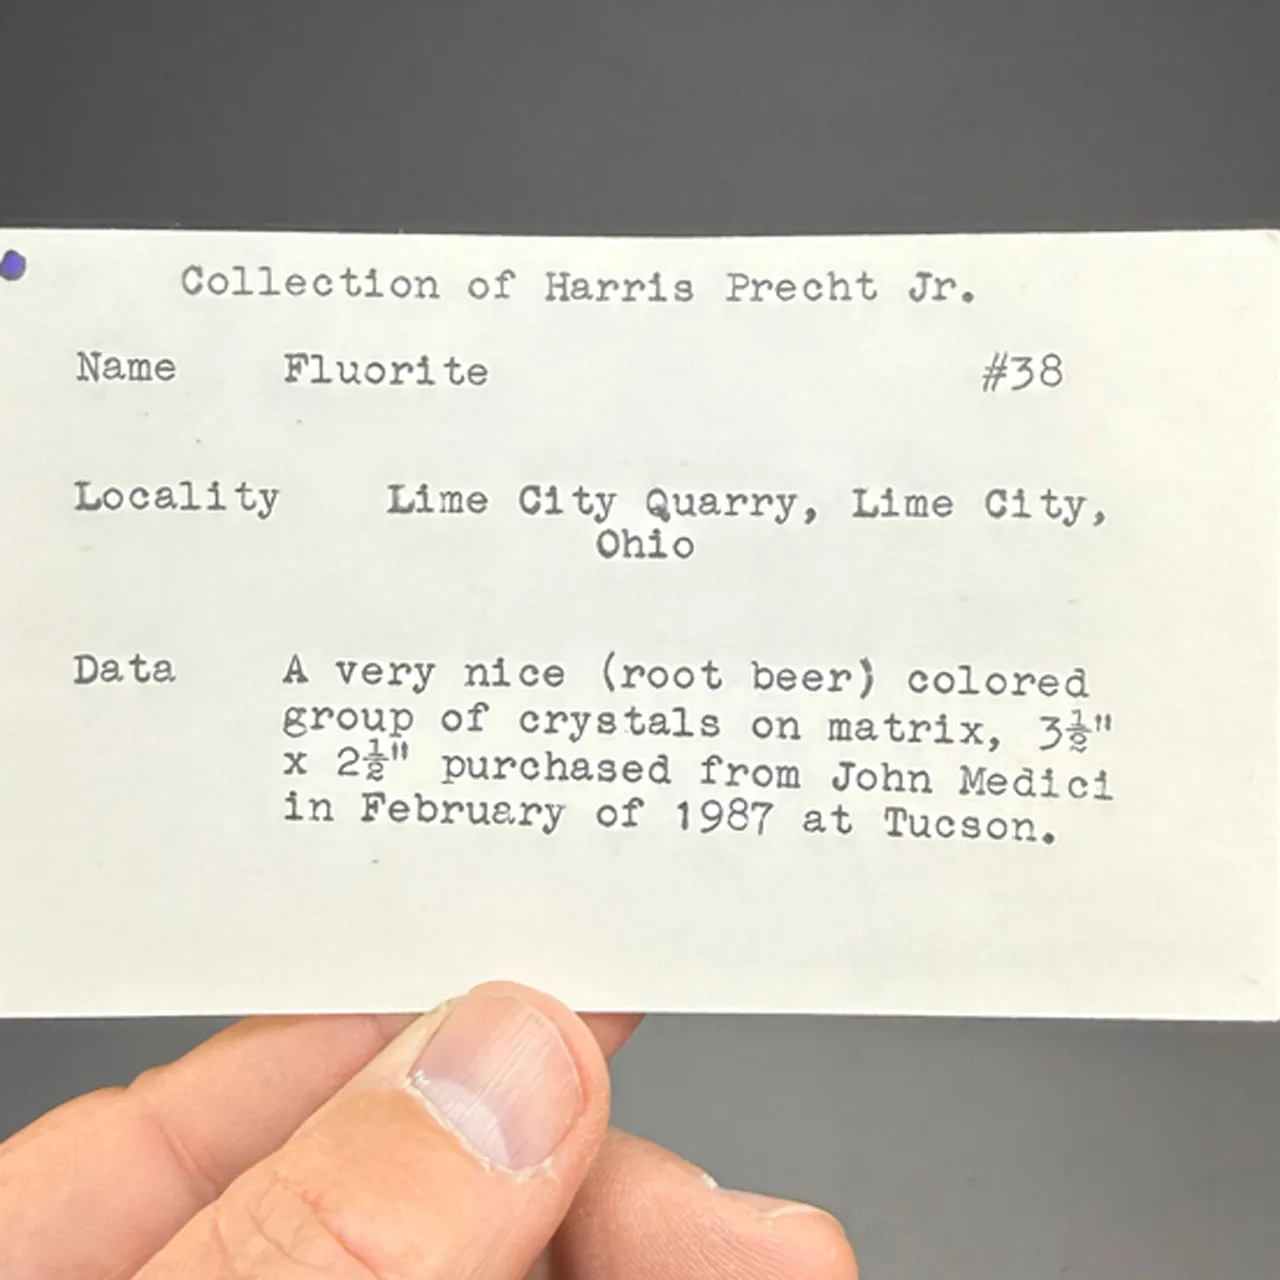 Collection of Harris Precht Jr.
Name Fluorite #38
Locality Lime City Quarry, Lime City,
Ohio
Data A very nice (root beer) colored
group of crystals on matrix, 3½"
x 2½" purchased from John Medici
in February of 1987 at Tucson.